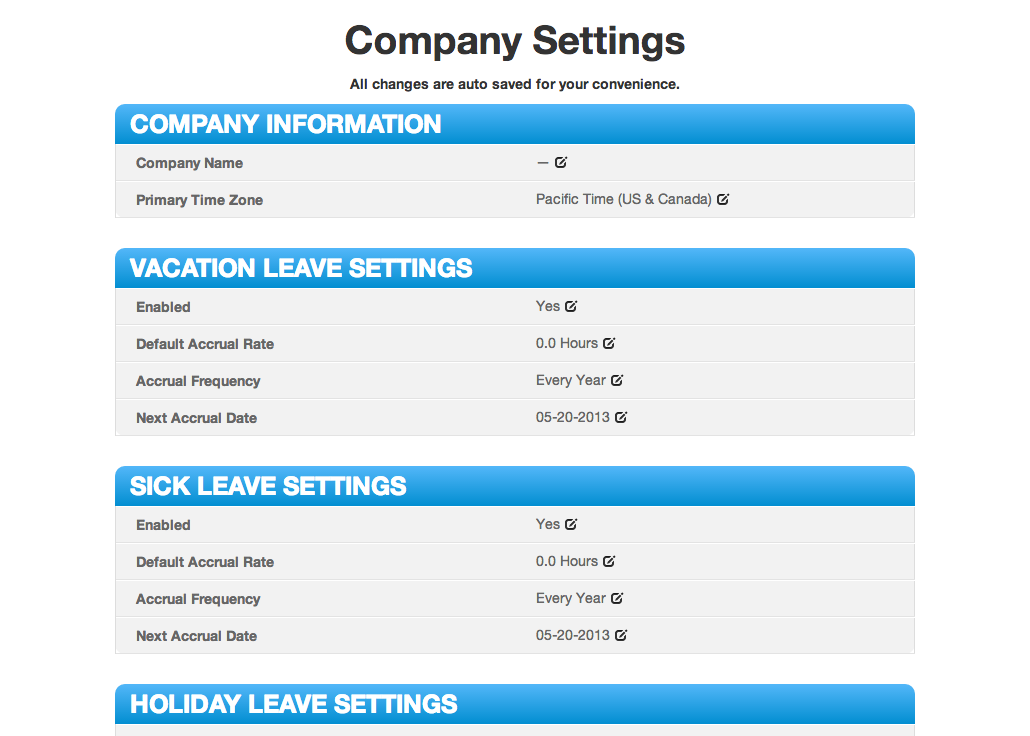 Company Settings
All changes are auto saved for your convenience.
COMPANY INFORMATION
Company Name —
Primary Time Zone Pacific Time (US & Canada)
VACATION LEAVE SETTINGS
Enabled Yes
Default Accrual Rate 0.0 Hours
Accrual Frequency Every Year
Next Accrual Date 05-20-2013
SICK LEAVE SETTINGS
Enabled Yes
Default Accrual Rate 0.0 Hours
Accrual Frequency Every Year
Next Accrual Date 05-20-2013
HOLIDAY LEAVE SETTINGS